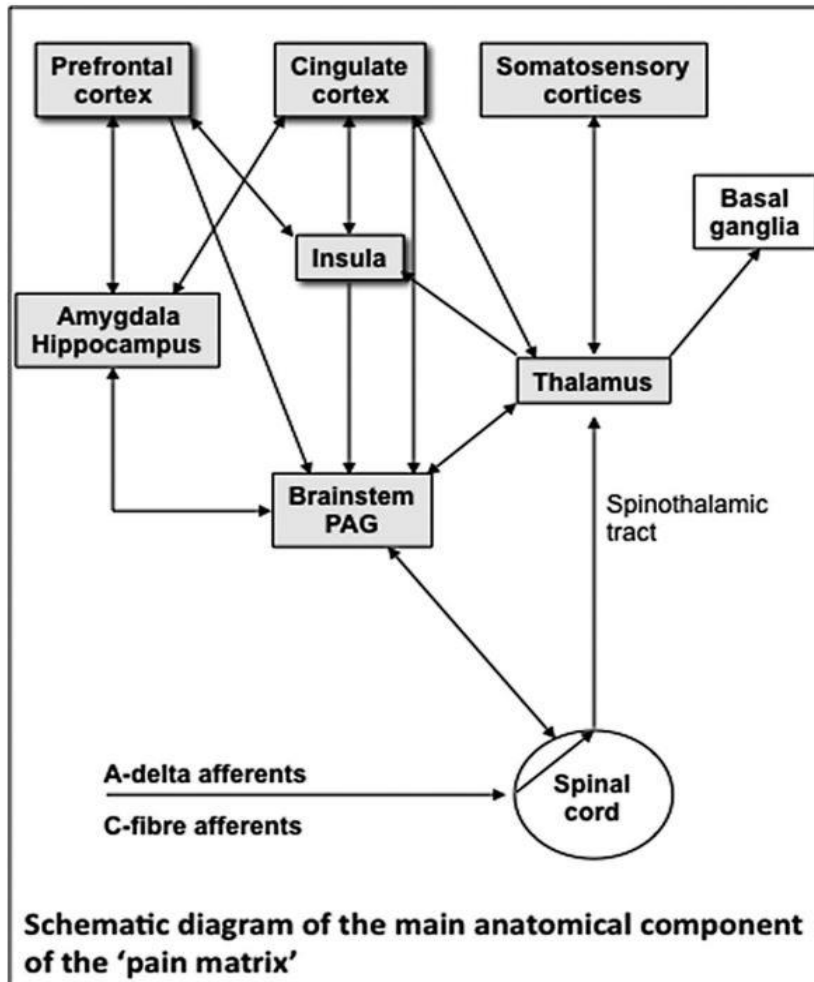 Prefrontal
cortex
Cingulate
cortex
Somatosensory
cortices
Basal
ganglia
Insula
Amygdala
Hippocampus
Thalamus
Brainstem
PAG
Spinothalamic
tract
A-delta afferents
C-fibre afferents
Spinal
cord
Schematic diagram of the main anatomical component
of the ‘pain matrix’